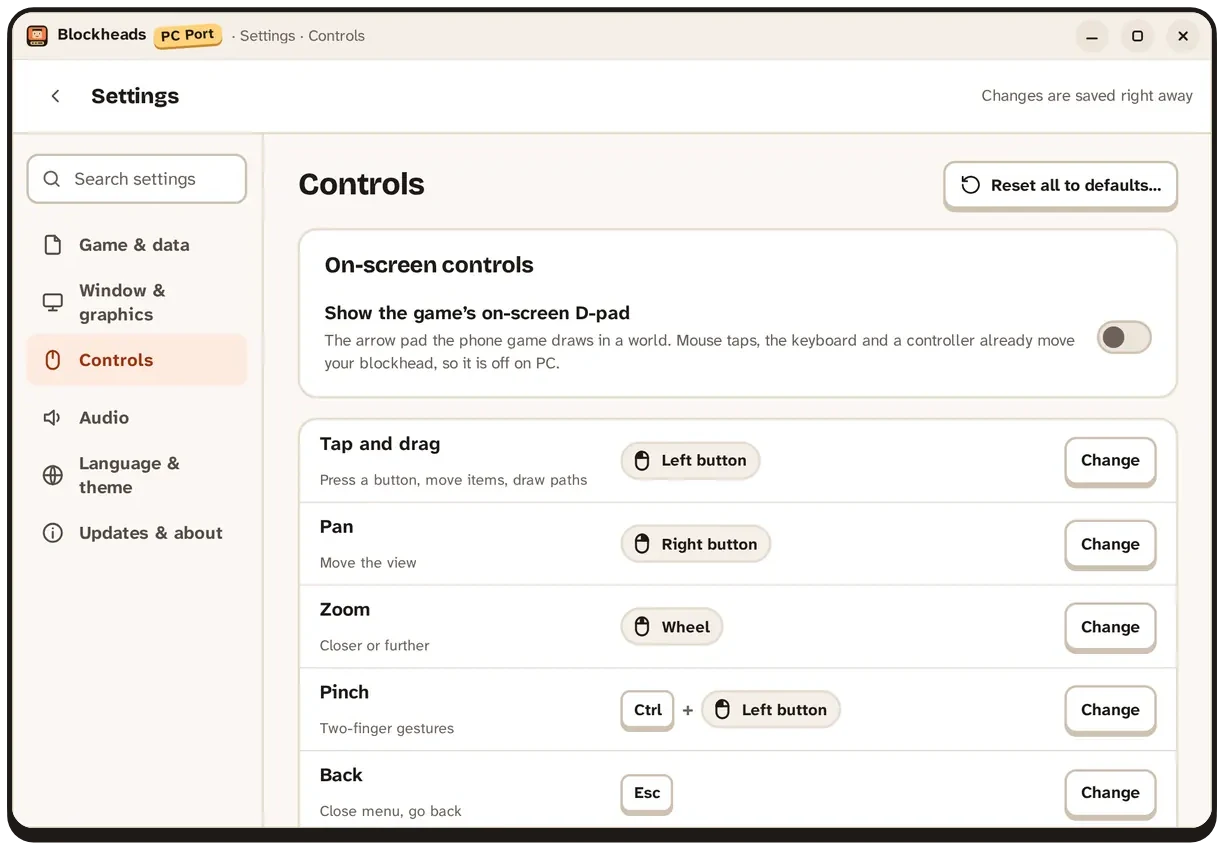 Blockheads PC Port · Settings · Controls
Settings
Changes are saved right away
Search settings
Game & data
Window &
graphics
Controls
Audio
Language &
theme
Updates & about
Controls
Reset all to defaults...
On-screen controls
Show the game’s on-screen D-pad
The arrow pad the phone game draws in a world. Mouse taps, the keyboard and a controller already move
your blockhead, so it is off on PC.
Tap and drag
Press a button, move items, draw paths
Left button
Change
Pan
Move the view
Right button
Change
Zoom
Closer or further
Wheel
Change
Pinch
Two-finger gestures
Ctrl + Left button
Change
Back
Close menu, go back
Esc
Change